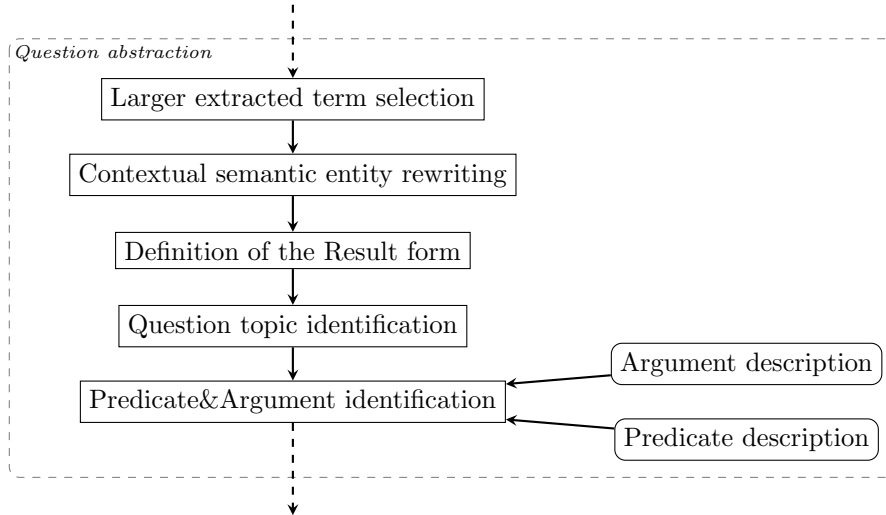 Question abstraction
Larger extracted term selection
Contextual semantic entity rewriting
Definition of the Result form
Question topic identification
Argument description
Predicate&Argument identification
Predicate description